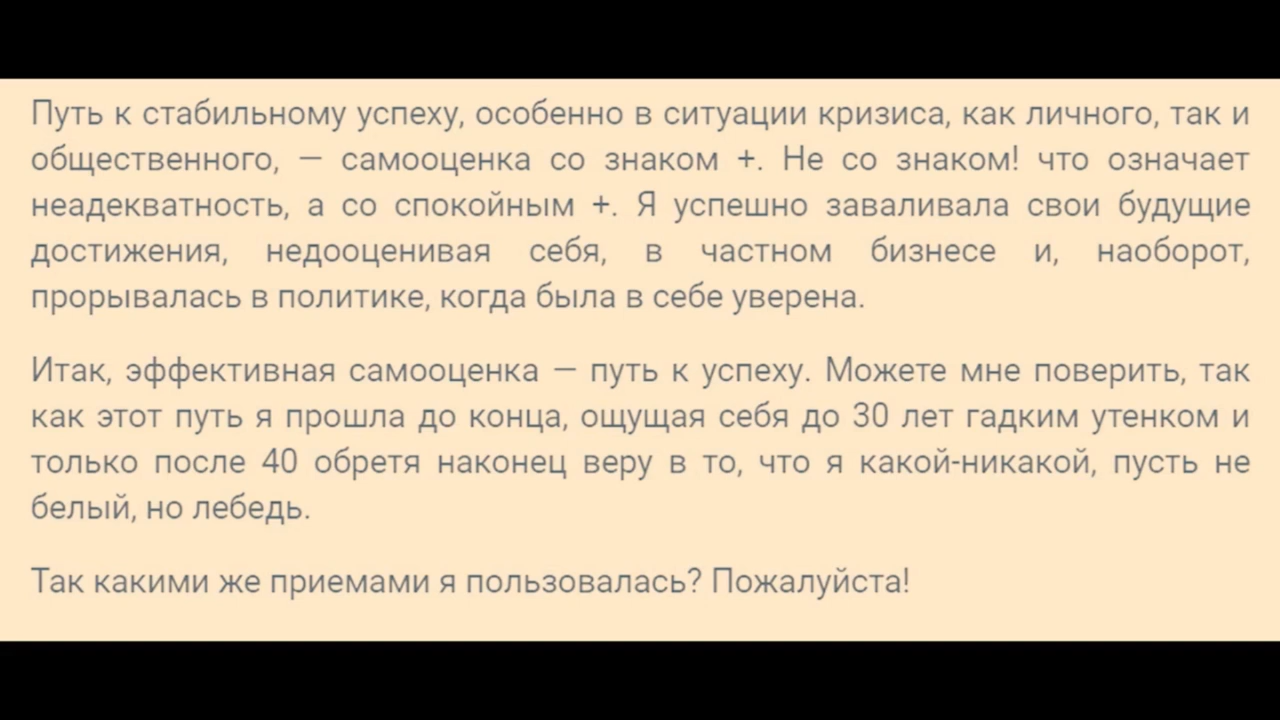 Путь к стабильному успеху, особенно в ситуации кризиса, как личного, так и
общественного, — самооценка со знаком +. Не со знаком! что означает
неадекватность, а со спокойным +. Я успешно заваливала свои будущие
достижения, недооценивая себя, в частном бизнесе и, наоборот,
прорывалась в политике, когда была в себе уверена.
Итак, эффективная самооценка — путь к успеху. Можете мне поверить, так
как этот путь я прошла до конца, ощущая себя до 30 лет гадким утенком и
только после 40 обретя наконец веру в то, что я какой-никакой, пусть не
белый, но лебедь.
Так какими же приемами я пользовалась? Пожалуйста!